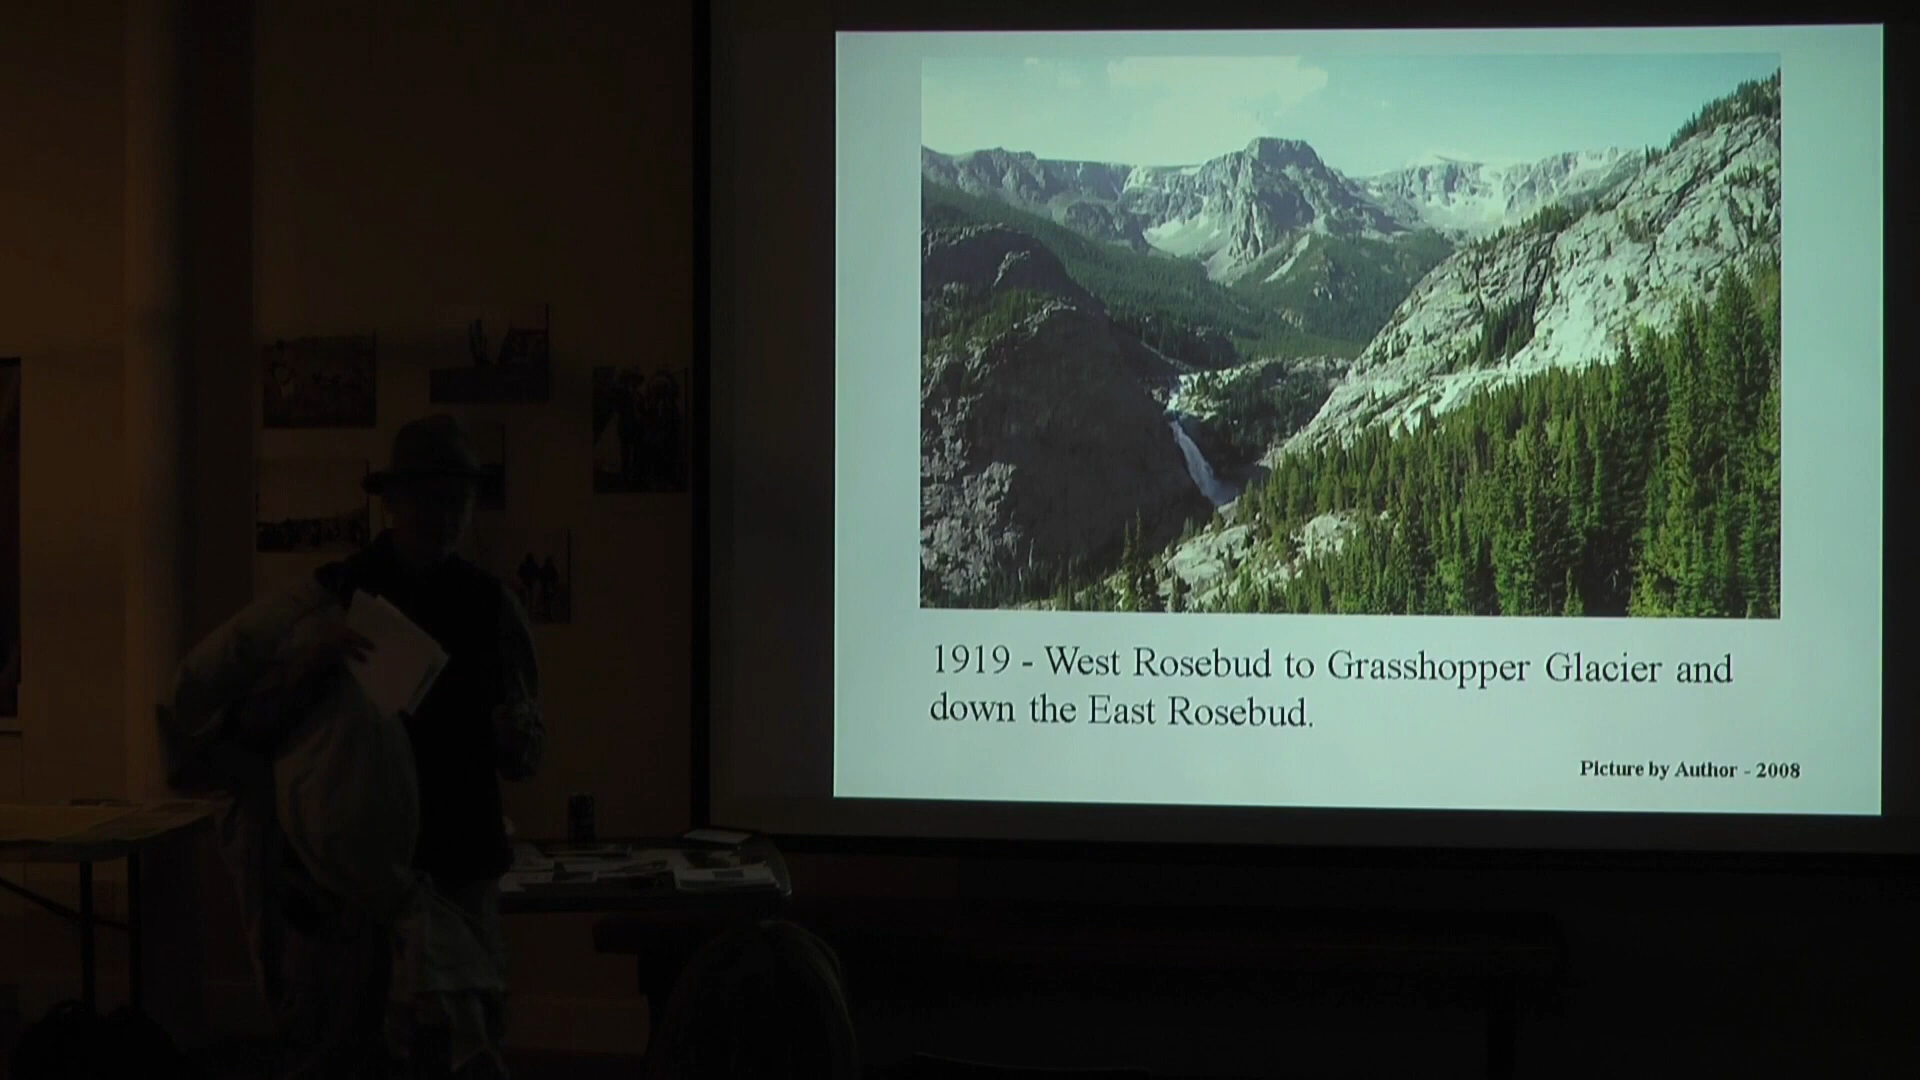 1919 - West Rosebud to Grasshopper Glacier and
down the East Rosebud.
Picture by Author - 2008